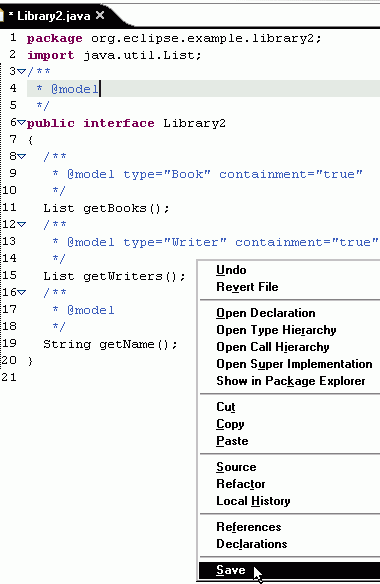 * Library2.java
1 package org.eclipse.example.library2;
2 import java.util.List;
3 /**
4  * @model
5  */
6 public interface Library2
7 {
8   /**
9    * @model type="Book" containment="true"
10    */
11   List getBooks();
12   /**
13    * @model type="Writer" containment="true"
14    */
15   List getWriters();
16   /**
17    * @model
18    */
19   String getName();
20 }
21
Undo
Revert File
Open Declaration
Open Type Hierarchy
Open Call Hierarchy
Open Super Implementation
Show in Package Explorer
Cut
Copy
Paste
Source
Refactor
Local History
References
Declarations
Save